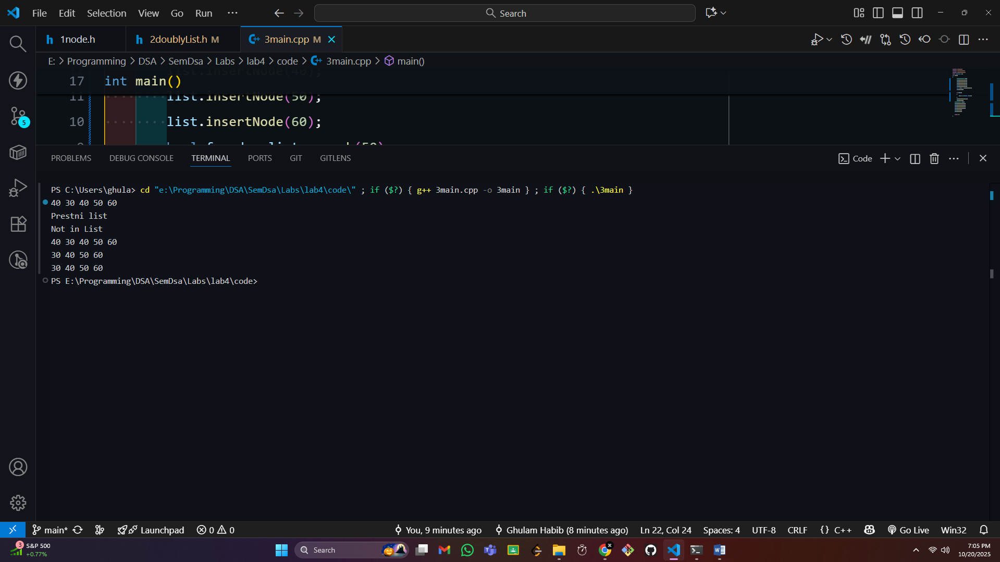 File Edit Selection View Go Run ··· Search
1node.h 2doublyList.h M 3main.cpp M
E: > Programming > DSA > SemDsa > Labs > lab4 > code > 3main.cpp > main()
list.insertNode(40);
17 int main()
11 list.insertNode(50);
10 list.insertNode(60);
PROBLEMS DEBUG CONSOLE TERMINAL PORTS GIT GITLENS Code
PS C:\Users\ghula> cd "e:\Programming\DSA\SemDsa\Labs\lab4\code\" ; if ($?) { g++ 3main.cpp -o 3main } ; if ($?) { .\3main }
40 30 40 50 60
Prestni list
Not in List
40 30 40 50 60
30 40 50 60
30 40 50 60
PS E:\Programming\DSA\SemDsa\Labs\lab4\code>
5
main* Launchpad 0 0 You, 9 minutes ago Ghulam Habib (8 minutes ago) Ln 22, Col 24 Spaces: 4 UTF-8 CRLF {} C++ Go Live Win32
3 S&P 500
+0.77%
Search
7:05 PM
10/20/2025